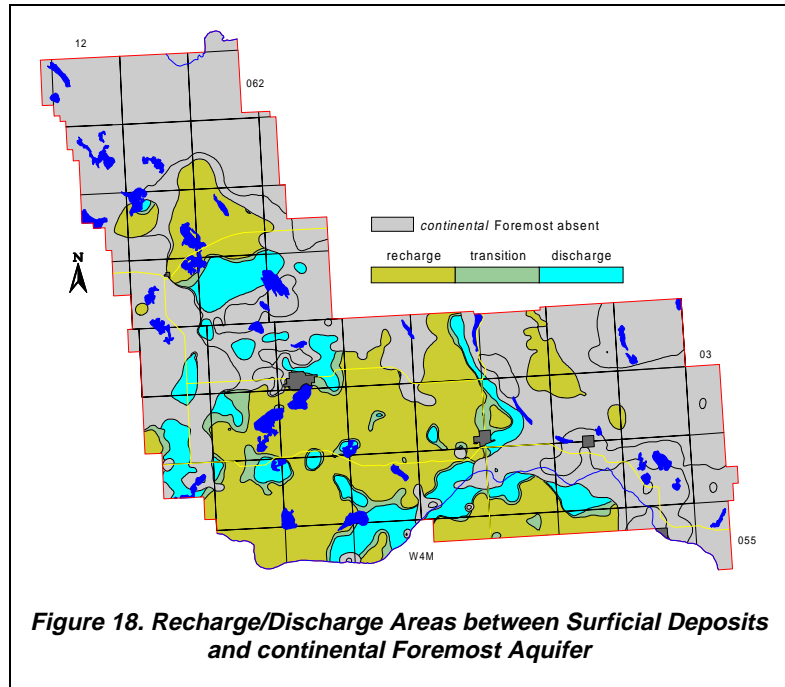 12
062
continental Foremost absent
recharge transition discharge
N
03
W4M
055
Figure 18. Recharge/Discharge Areas between Surficial Deposits
and continental Foremost Aquifer